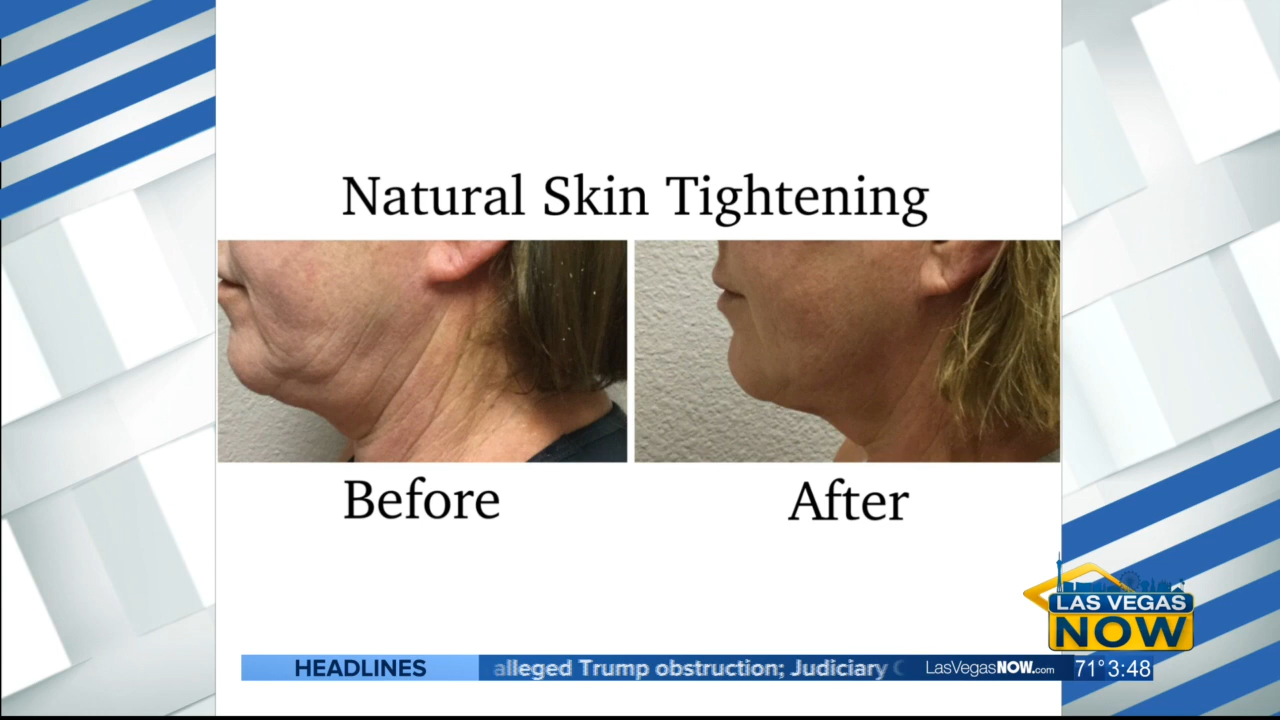 Natural Skin Tightening
Before
After
LAS VEGAS
NOW
HEADLINES
alleged Trump obstruction; Judiciary
LasVegasNOW.com
71° 3:48